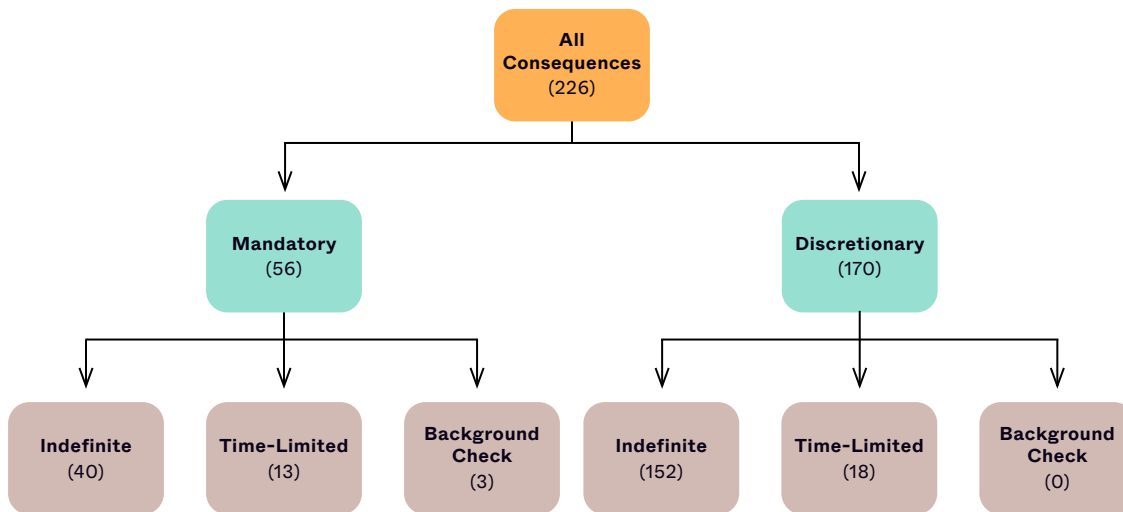 All
Consequences
(226)
Mandatory
(56)
Discretionary
(170)
Indefinite
(40)
Time-Limited
(13)
Background
Check
(3)
Indefinite
(152)
Time-Limited
(18)
Background
Check
(0)